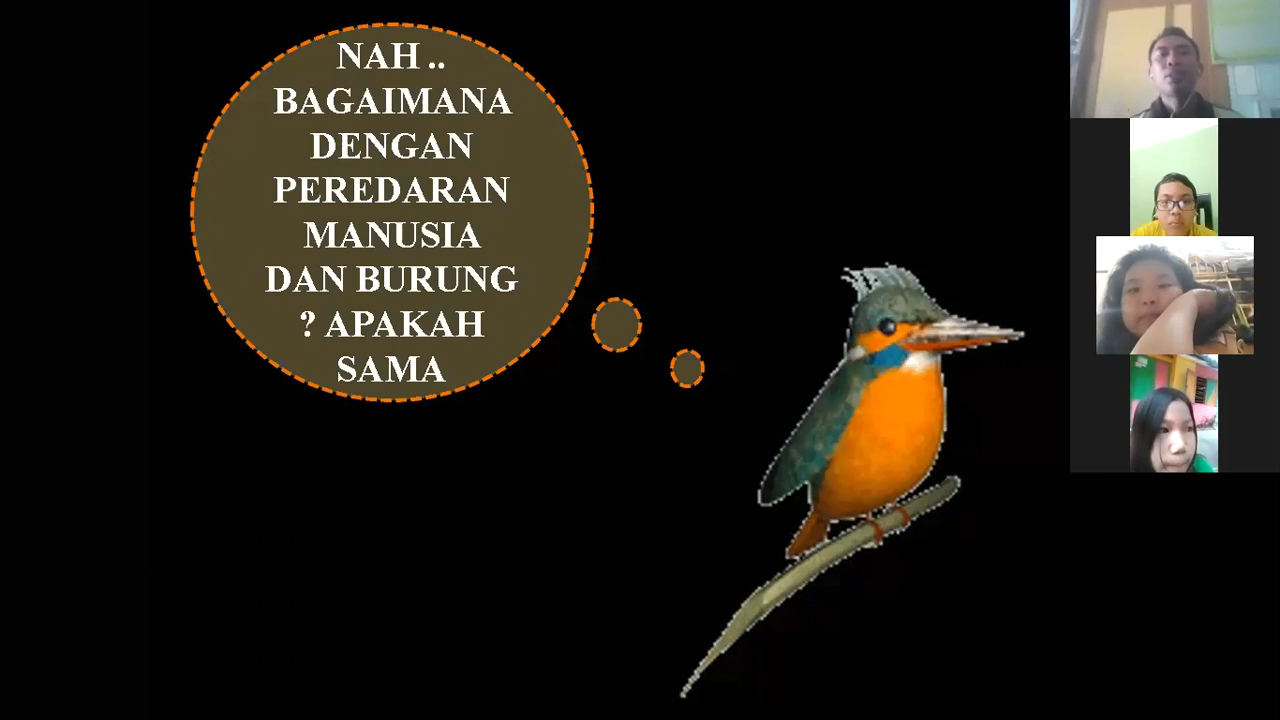 NAH ..
BAGAIMANA
DENGAN
PEREDARAN
MANUSIA
DAN BURUNG
? APAKAH
SAMA